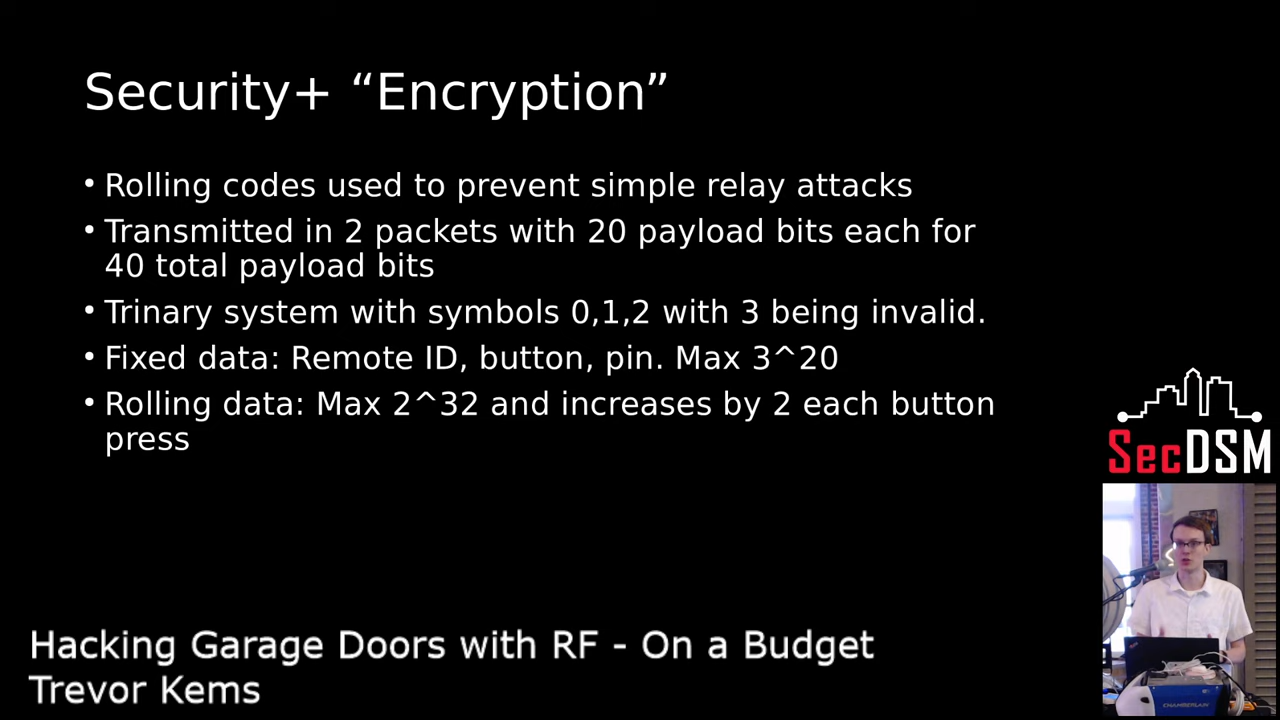 Security+ “Encryption”
• Rolling codes used to prevent simple relay attacks
• Transmitted in 2 packets with 20 payload bits each for
40 total payload bits
• Trinary system with symbols 0,1,2 with 3 being invalid.
• Fixed data: Remote ID, button, pin. Max 3^20
• Rolling data: Max 2^32 and increases by 2 each button
press
SecDSM
CHAMBERLAIN
Hacking Garage Doors with RF - On a Budget
Trevor Kems